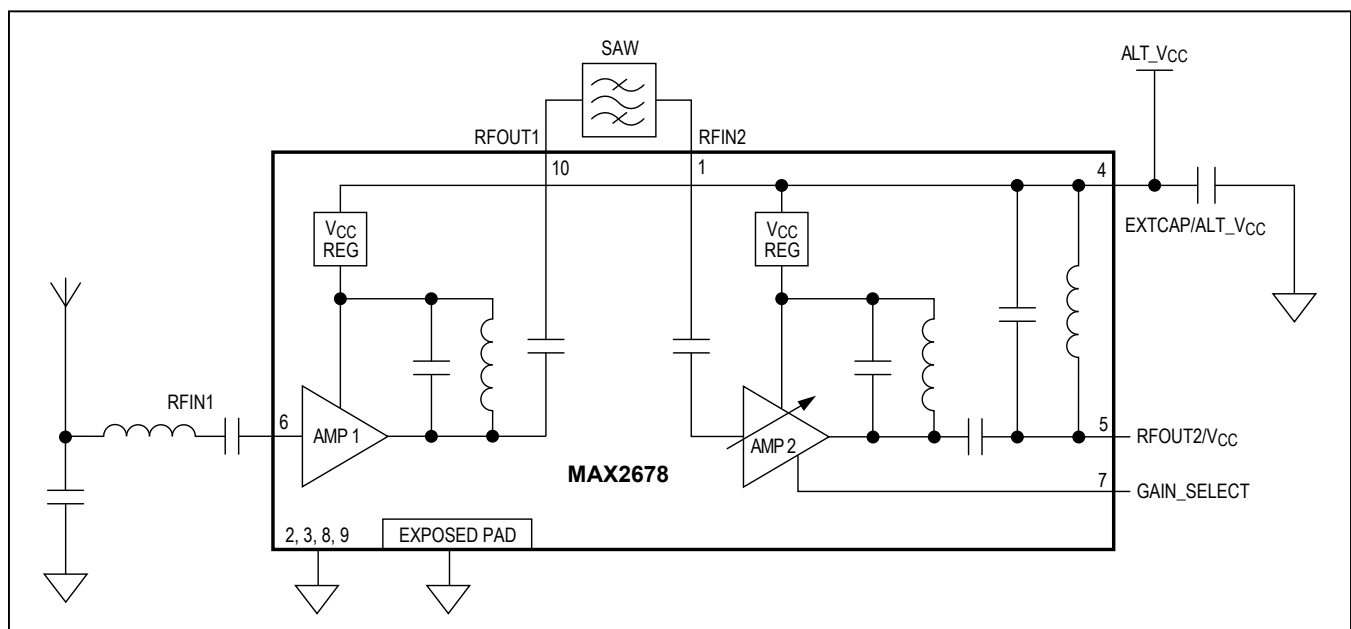 SAW
ALT_VCC
RFOUT1
RFIN2
10
1
4
VCC
REG
VCC
REG
EXTCAP/ALT_VCC
RFIN1
6
AMP 1
AMP 2
5
RFOUT2/VCC
MAX2678
7
GAIN_SELECT
2, 3, 8, 9
EXPOSED PAD